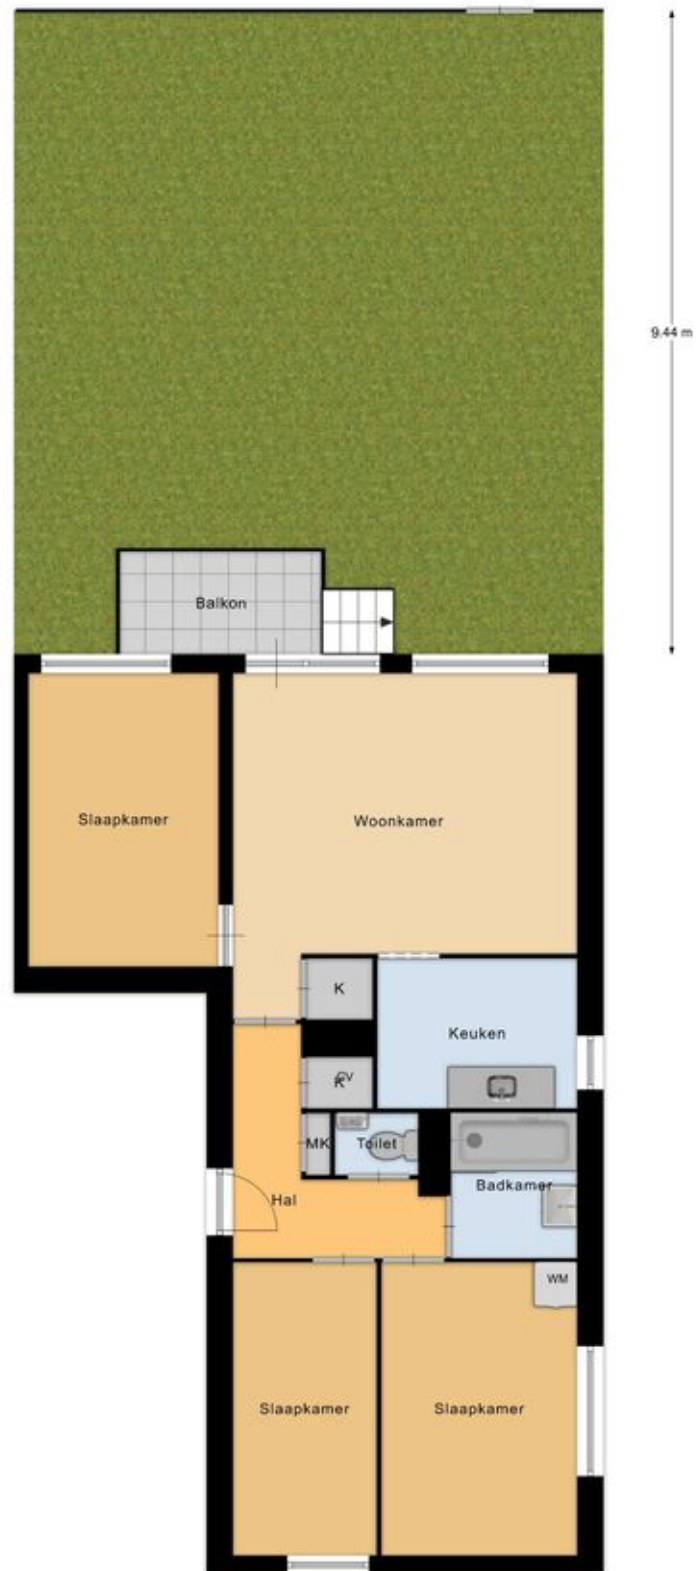 9.44 m
Balkon
Slaapkamer
Woonkamer
K
Keuken
K
CV
MK
Toilet
Badkamer
Hal
WM
Slaapkamer
Slaapkamer